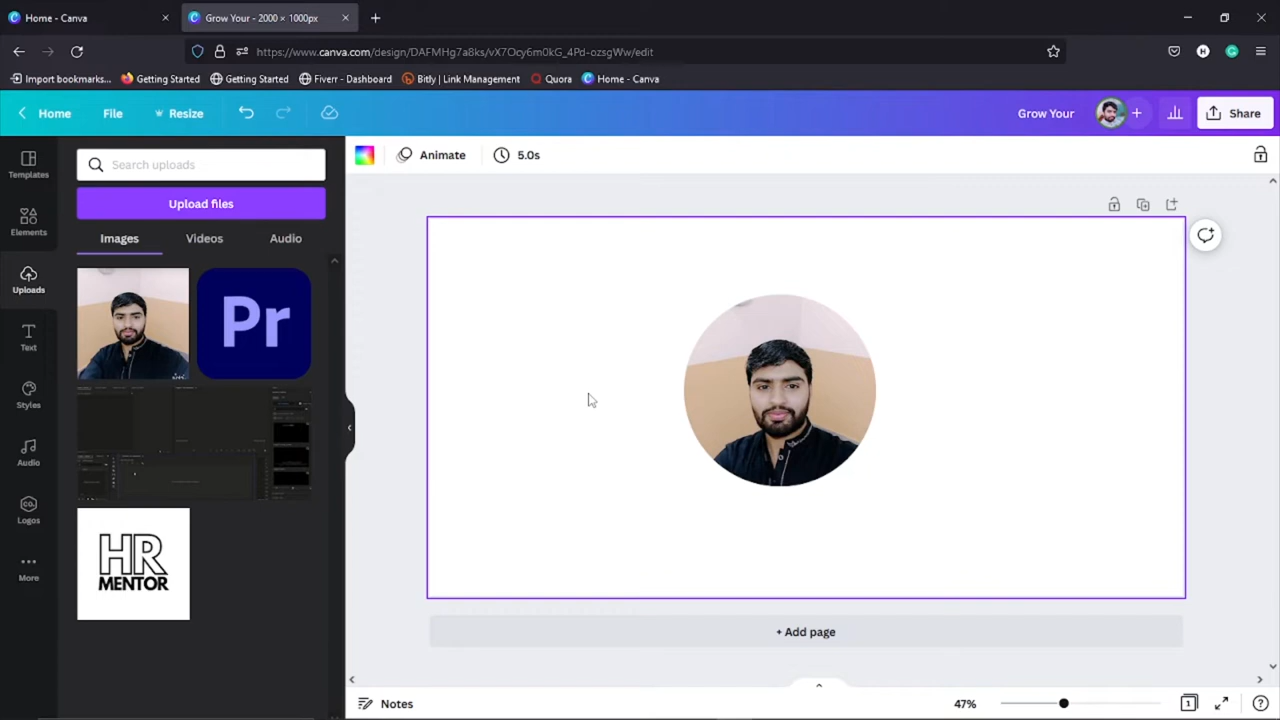 Home - Canva
Grow Your - 2000 × 1000px
https://www.canva.com/design/DAFMHg7a8ks/vX7Ocy6m0kG_4Pd-ozsgWw/edit
Import bookmarks...
Getting Started
Getting Started
Fiverr - Dashboard
Bitly | Link Management
Quora
Home - Canva
Home
File
Resize
Grow Your
Share
Templates
Elements
Uploads
Text
Styles
Audio
Logos
More
Search uploads
Upload files
Images
Videos
Audio
Pr
HR
MENTOR
Animate
5.0s
+ Add page
Notes
47%
1